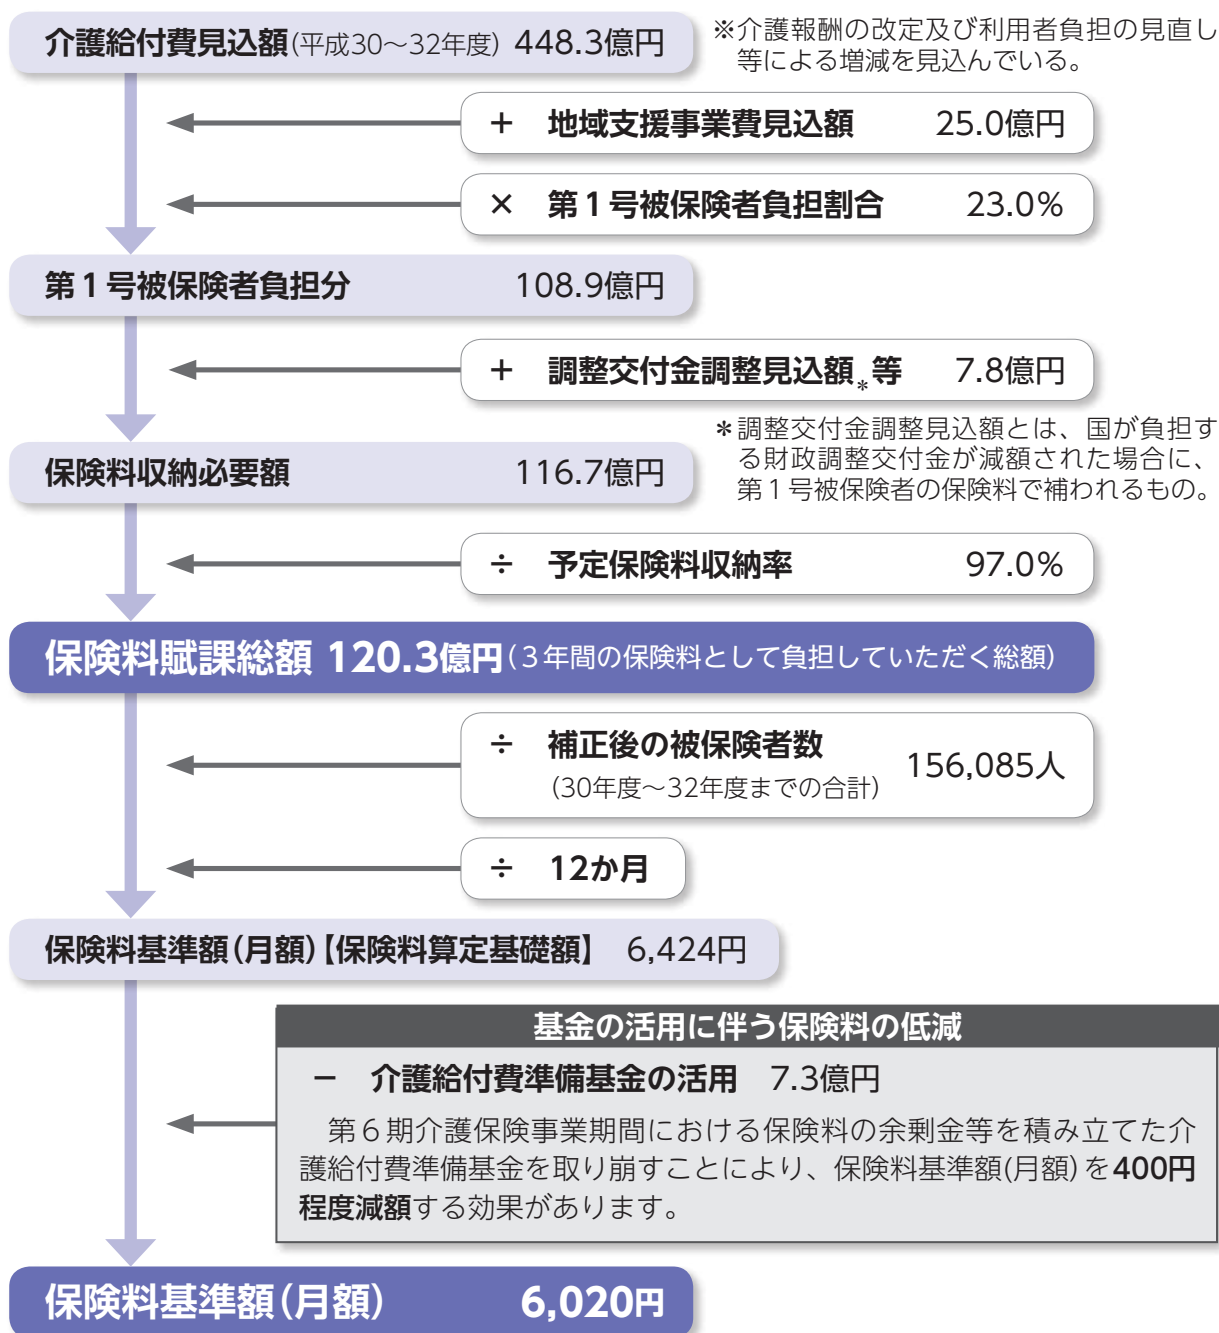 介護給付費見込額(平成30～32年度) 448.3億円
※介護報酬の改定及び利用者負担の見直し
等による増減を見込んでいる。
＋ 地域支援事業費見込額 25.0億円
× 第1号被保険者負担割合 23.0%
第1号被保険者負担分 108.9億円
＋ 調整交付金調整見込額＊等 7.8億円
＊調整交付金調整見込額とは、国が負担す
る財政調整交付金が減額された場合に、
第1号被保険者の保険料で補われるもの。
保険料収納必要額 116.7億円
÷ 予定保険料収納率 97.0%
保険料賦課総額 120.3億円(3年間の保険料として負担していただく総額)
÷ 補正後の被保険者数 156,085人
(30年度～32年度までの合計)
÷ 12か月
保険料基準額(月額)【保険料算定基礎額】 6,424円
基金の活用に伴う保険料の低減
－ 介護給付費準備基金の活用 7.3億円
第6期介護保険事業期間における保険料の余剰金等を積み立てた介
護給付費準備基金を取り崩すことにより、保険料基準額(月額)を400円
程度減額する効果があります。
保険料基準額(月額) 6,020円